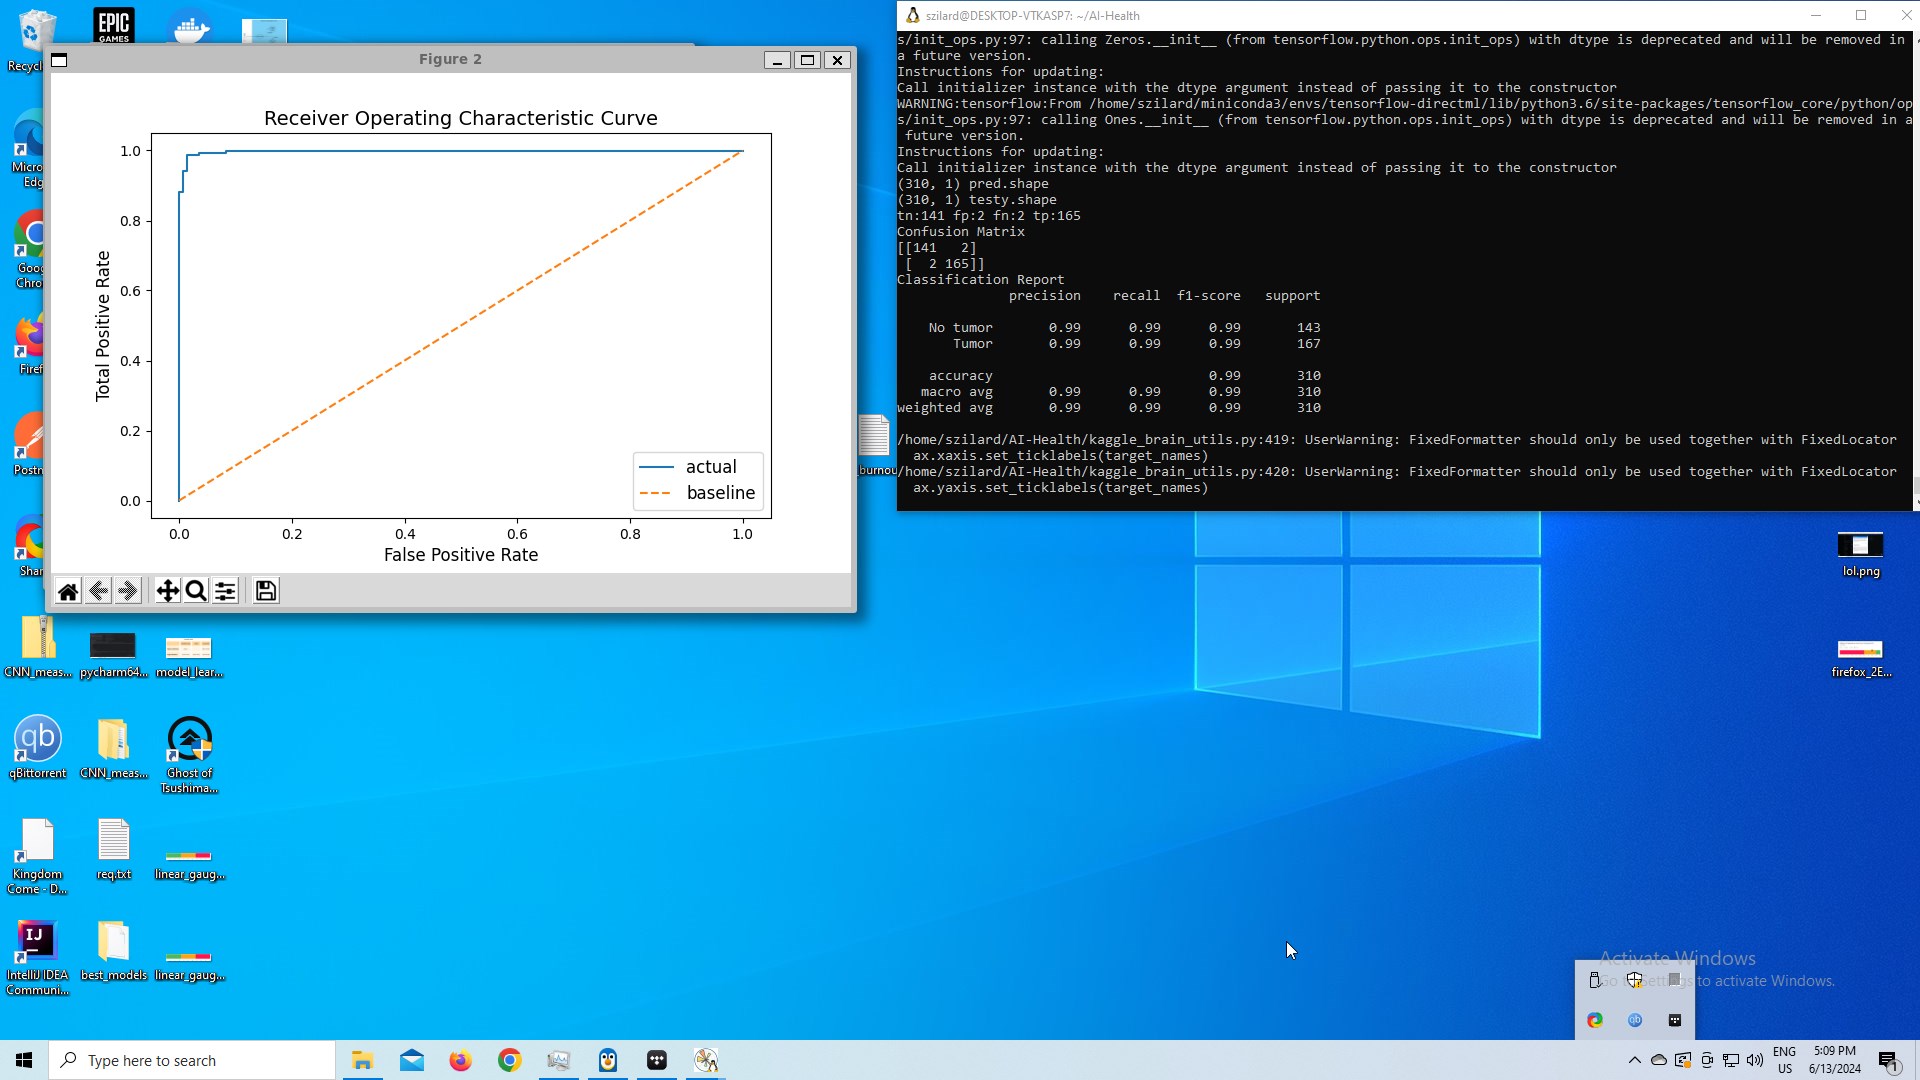 szilard@DESKTOP-VTKASP7: ~/AI-Health
s/init_ops.py:97: calling Zeros.__init__ (from tensorflow.python.ops.init_ops) with dtype is deprecated and will be removed in
a future version.
Instructions for updating:
Call initializer instance with the dtype argument instead of passing it to the constructor
WARNING:tensorflow:From /home/szilard/miniconda3/envs/tensorflow-directml/lib/python3.6/site-packages/tensorflow_core/python/op
s/init_ops.py:97: calling Ones.__init__ (from tensorflow.python.ops.init_ops) with dtype is deprecated and will be removed in a
future version.
Instructions for updating:
Call initializer instance with the dtype argument instead of passing it to the constructor
(310, 1) pred.shape
(310, 1) testy.shape
tn:141 fp:2 fn:2 tp:165
Confusion Matrix
[[141   2]
 [  2 165]]
Classification Report
precision    recall  f1-score   support
No tumor       0.99      0.99      0.99       143
Tumor       0.99      0.99      0.99       167
accuracy                           0.99       310
macro avg       0.99      0.99      0.99       310
weighted avg       0.99      0.99      0.99       310
/home/szilard/AI-Health/kaggle_brain_utils.py:419: UserWarning: FixedFormatter should only be used together with FixedLocator
  ax.xaxis.set_ticklabels(target_names)
/home/szilard/AI-Health/kaggle_brain_utils.py:420: UserWarning: FixedFormatter should only be used together with FixedLocator
  ax.yaxis.set_ticklabels(target_names)
EPIC
GAMES
Figure 2
Receiver Operating Characteristic Curve
Total Positive Rate
1.0
0.8
0.6
0.4
0.2
0.0
actual
baseline
0.0 0.2 0.4 0.6 0.8 1.0
False Positive Rate
Recycl
Micro
Edg
Goog
Chro
Firef
Postn
Shar
_burnou
CNN_meas...
pycharm64...
model_lear...
qb
qBittorrent
CNN_meas...
Ghost of
Tsushima...
Kingdom
Come - D...
req.txt
linear_gaug...
IJ
IntelliJ IDEA
Communi...
best_models
linear_gaug...
lol.png
firefox_2E...
Activate Windows
Go to Settings to activate Windows.
qb
Type here to search
ENG
US
5:09 PM
6/13/2024
1